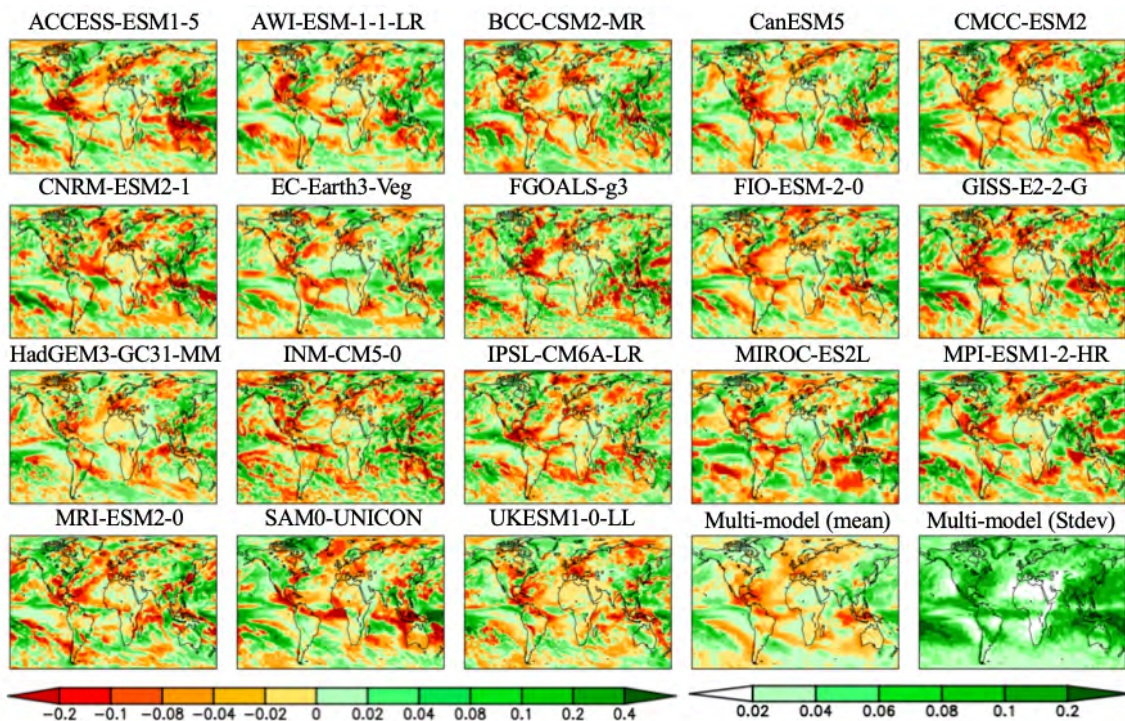 ACCESS-ESM1-5 AWI-ESM-1-1-LR BCC-CSM2-MR CanESM5 CMCC-ESM2
CNRM-ESM2-1 EC-Earth3-Veg FGOALS-g3 FIO-ESM-2-0 GISS-E2-2-G
HadGEM3-GC31-MM INM-CM5-0 IPSL-CM6A-LR MIROC-ES2L MPI-ESM1-2-HR
MRI-ESM2-0 SAM0-UNICON UKESM1-0-LL Multi-model (mean) Multi-model (Stdev)
−0.2 −0.1 −0.08 −0.04 −0.02 0 0.02 0.04 0.08 0.1 0.2 0.4 0.02 0.04 0.06 0.08 0.1 0.2